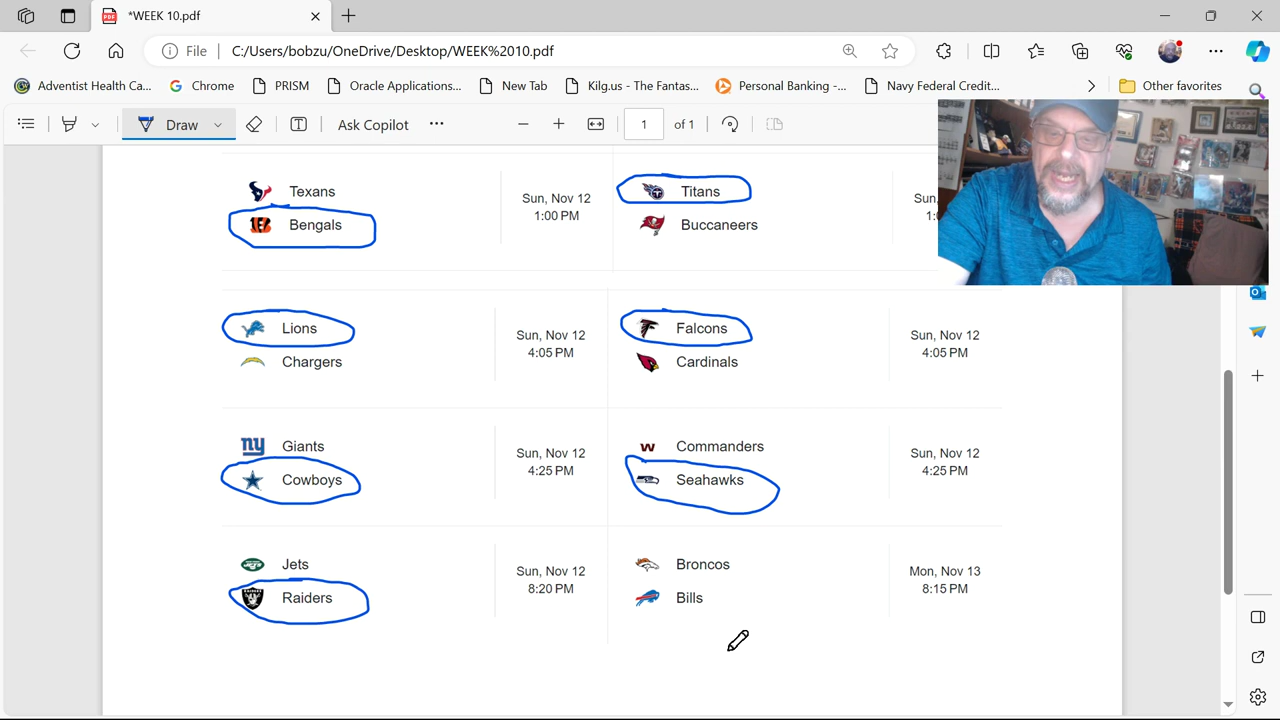 *WEEK 10.pdf
File
C:/Users/bobzu/OneDrive/Desktop/WEEK%2010.pdf
Adventist Health Ca...
Chrome
PRISM
Oracle Applications...
New Tab
Kilg.us - The Fantas...
Personal Banking -...
Navy Federal Credit...
Other favorites
Draw
Ask Copilot
1
of 1
Texans
Bengals
Sun, Nov 12
1:00 PM
Titans
Buccaneers
Lions
Chargers
Sun, Nov 12
4:05 PM
Falcons
Cardinals
Sun, Nov 12
4:05 PM
Giants
Cowboys
Sun, Nov 12
4:25 PM
Commanders
Seahawks
Sun, Nov 12
4:25 PM
Jets
Raiders
Sun, Nov 12
8:20 PM
Broncos
Bills
Mon, Nov 13
8:15 PM